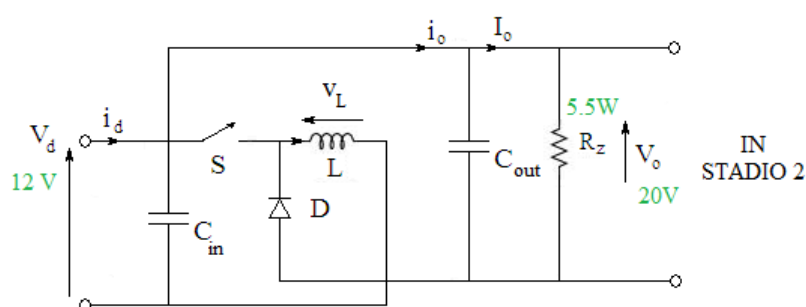 i_o
I_o
v_L
5.5W
i_d
V_d
S
L
C_out
R_z
V_o
IN
STADIO 2
12 V
D
20V
C_in